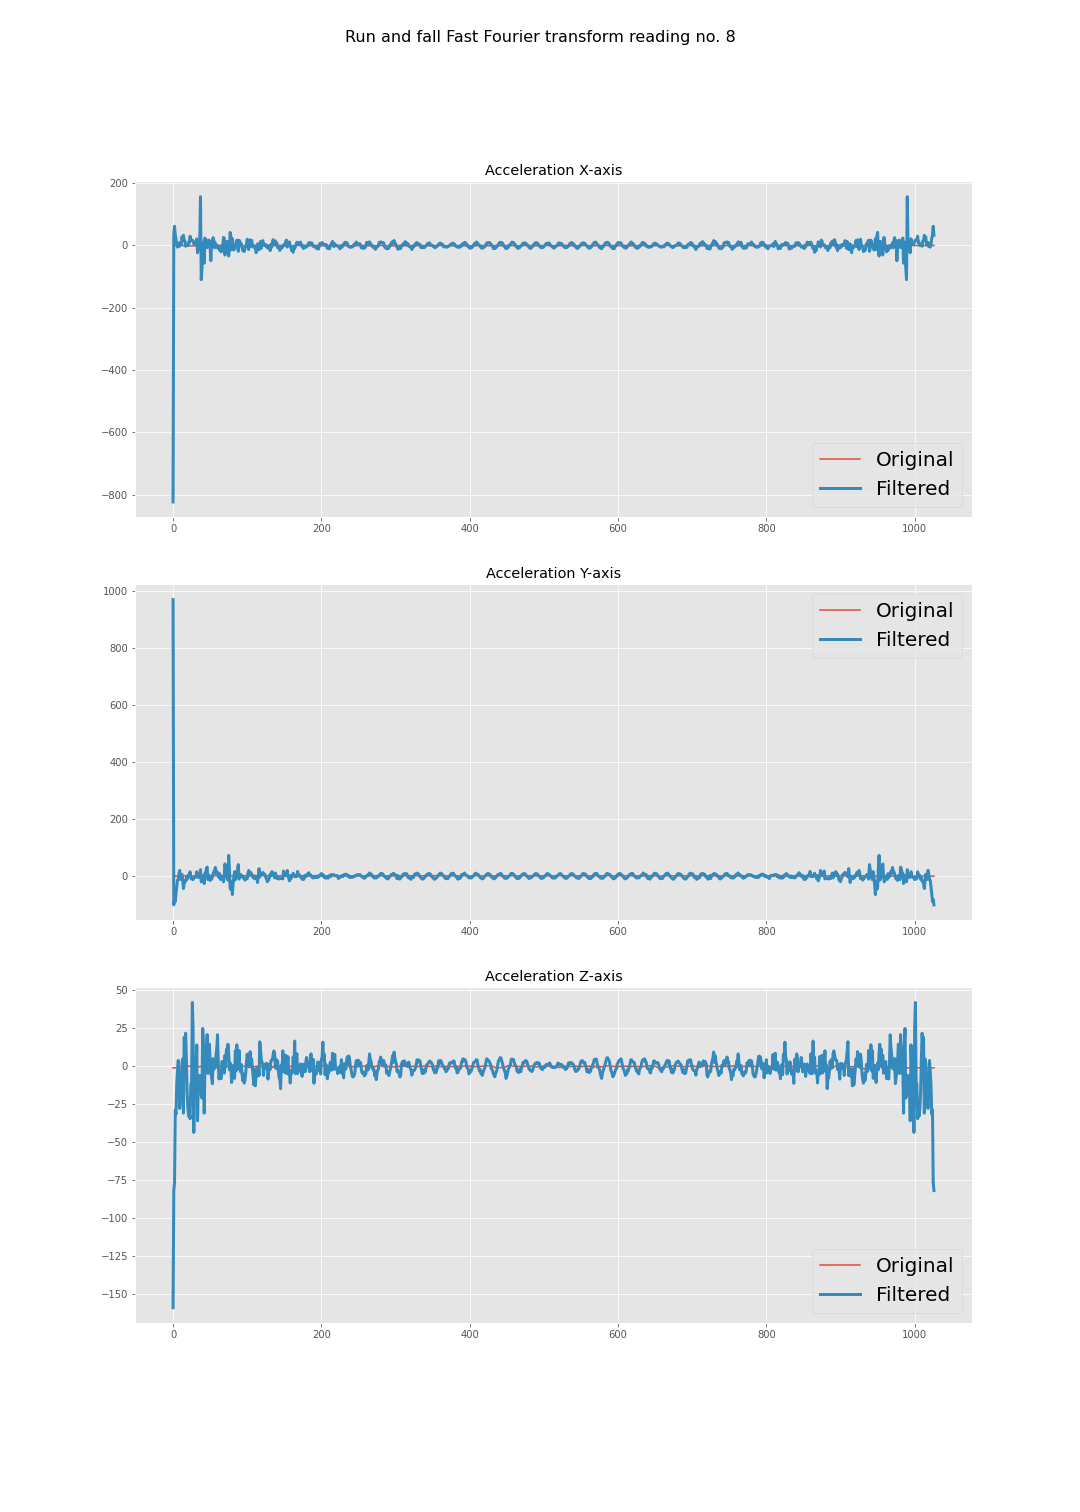 Run and fall Fast Fourier transform reading no. 8
Acceleration X-axis
200
0
−200
−400
−600
−800
Original
Filtered
0 200 400 600 800 1000
Acceleration Y-axis
1000
800
600
400
200
0
Original
Filtered
0 200 400 600 800 1000
Acceleration Z-axis
50
25
0
−25
−50
−75
−100
−125
−150
Original
Filtered
0 200 400 600 800 1000